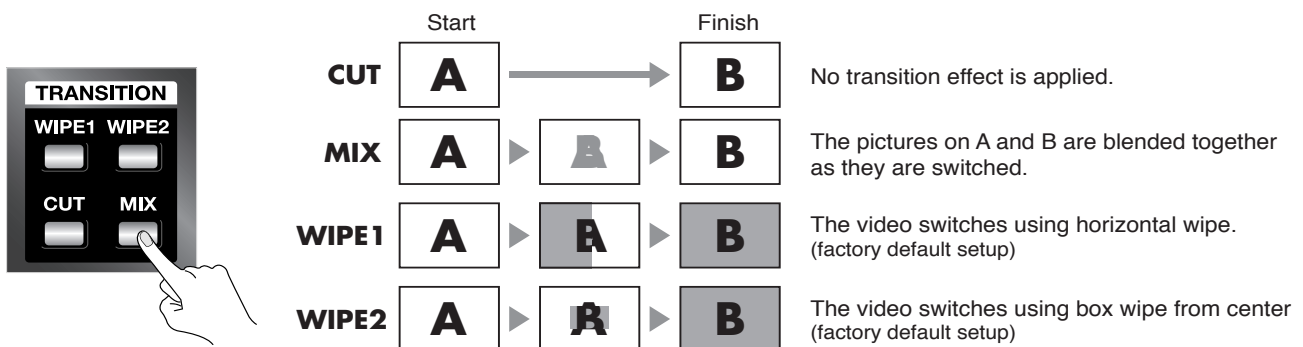 TRANSITION
WIPE1 WIPE2
CUT MIX
Start Finish
CUT A B No transition effect is applied.
MIX A A B B The pictures on A and B are blended together
as they are switched.
WIPE1 A B A B The video switches using horizontal wipe.
(factory default setup)
WIPE2 A A B B The video switches using box wipe from center
(factory default setup)